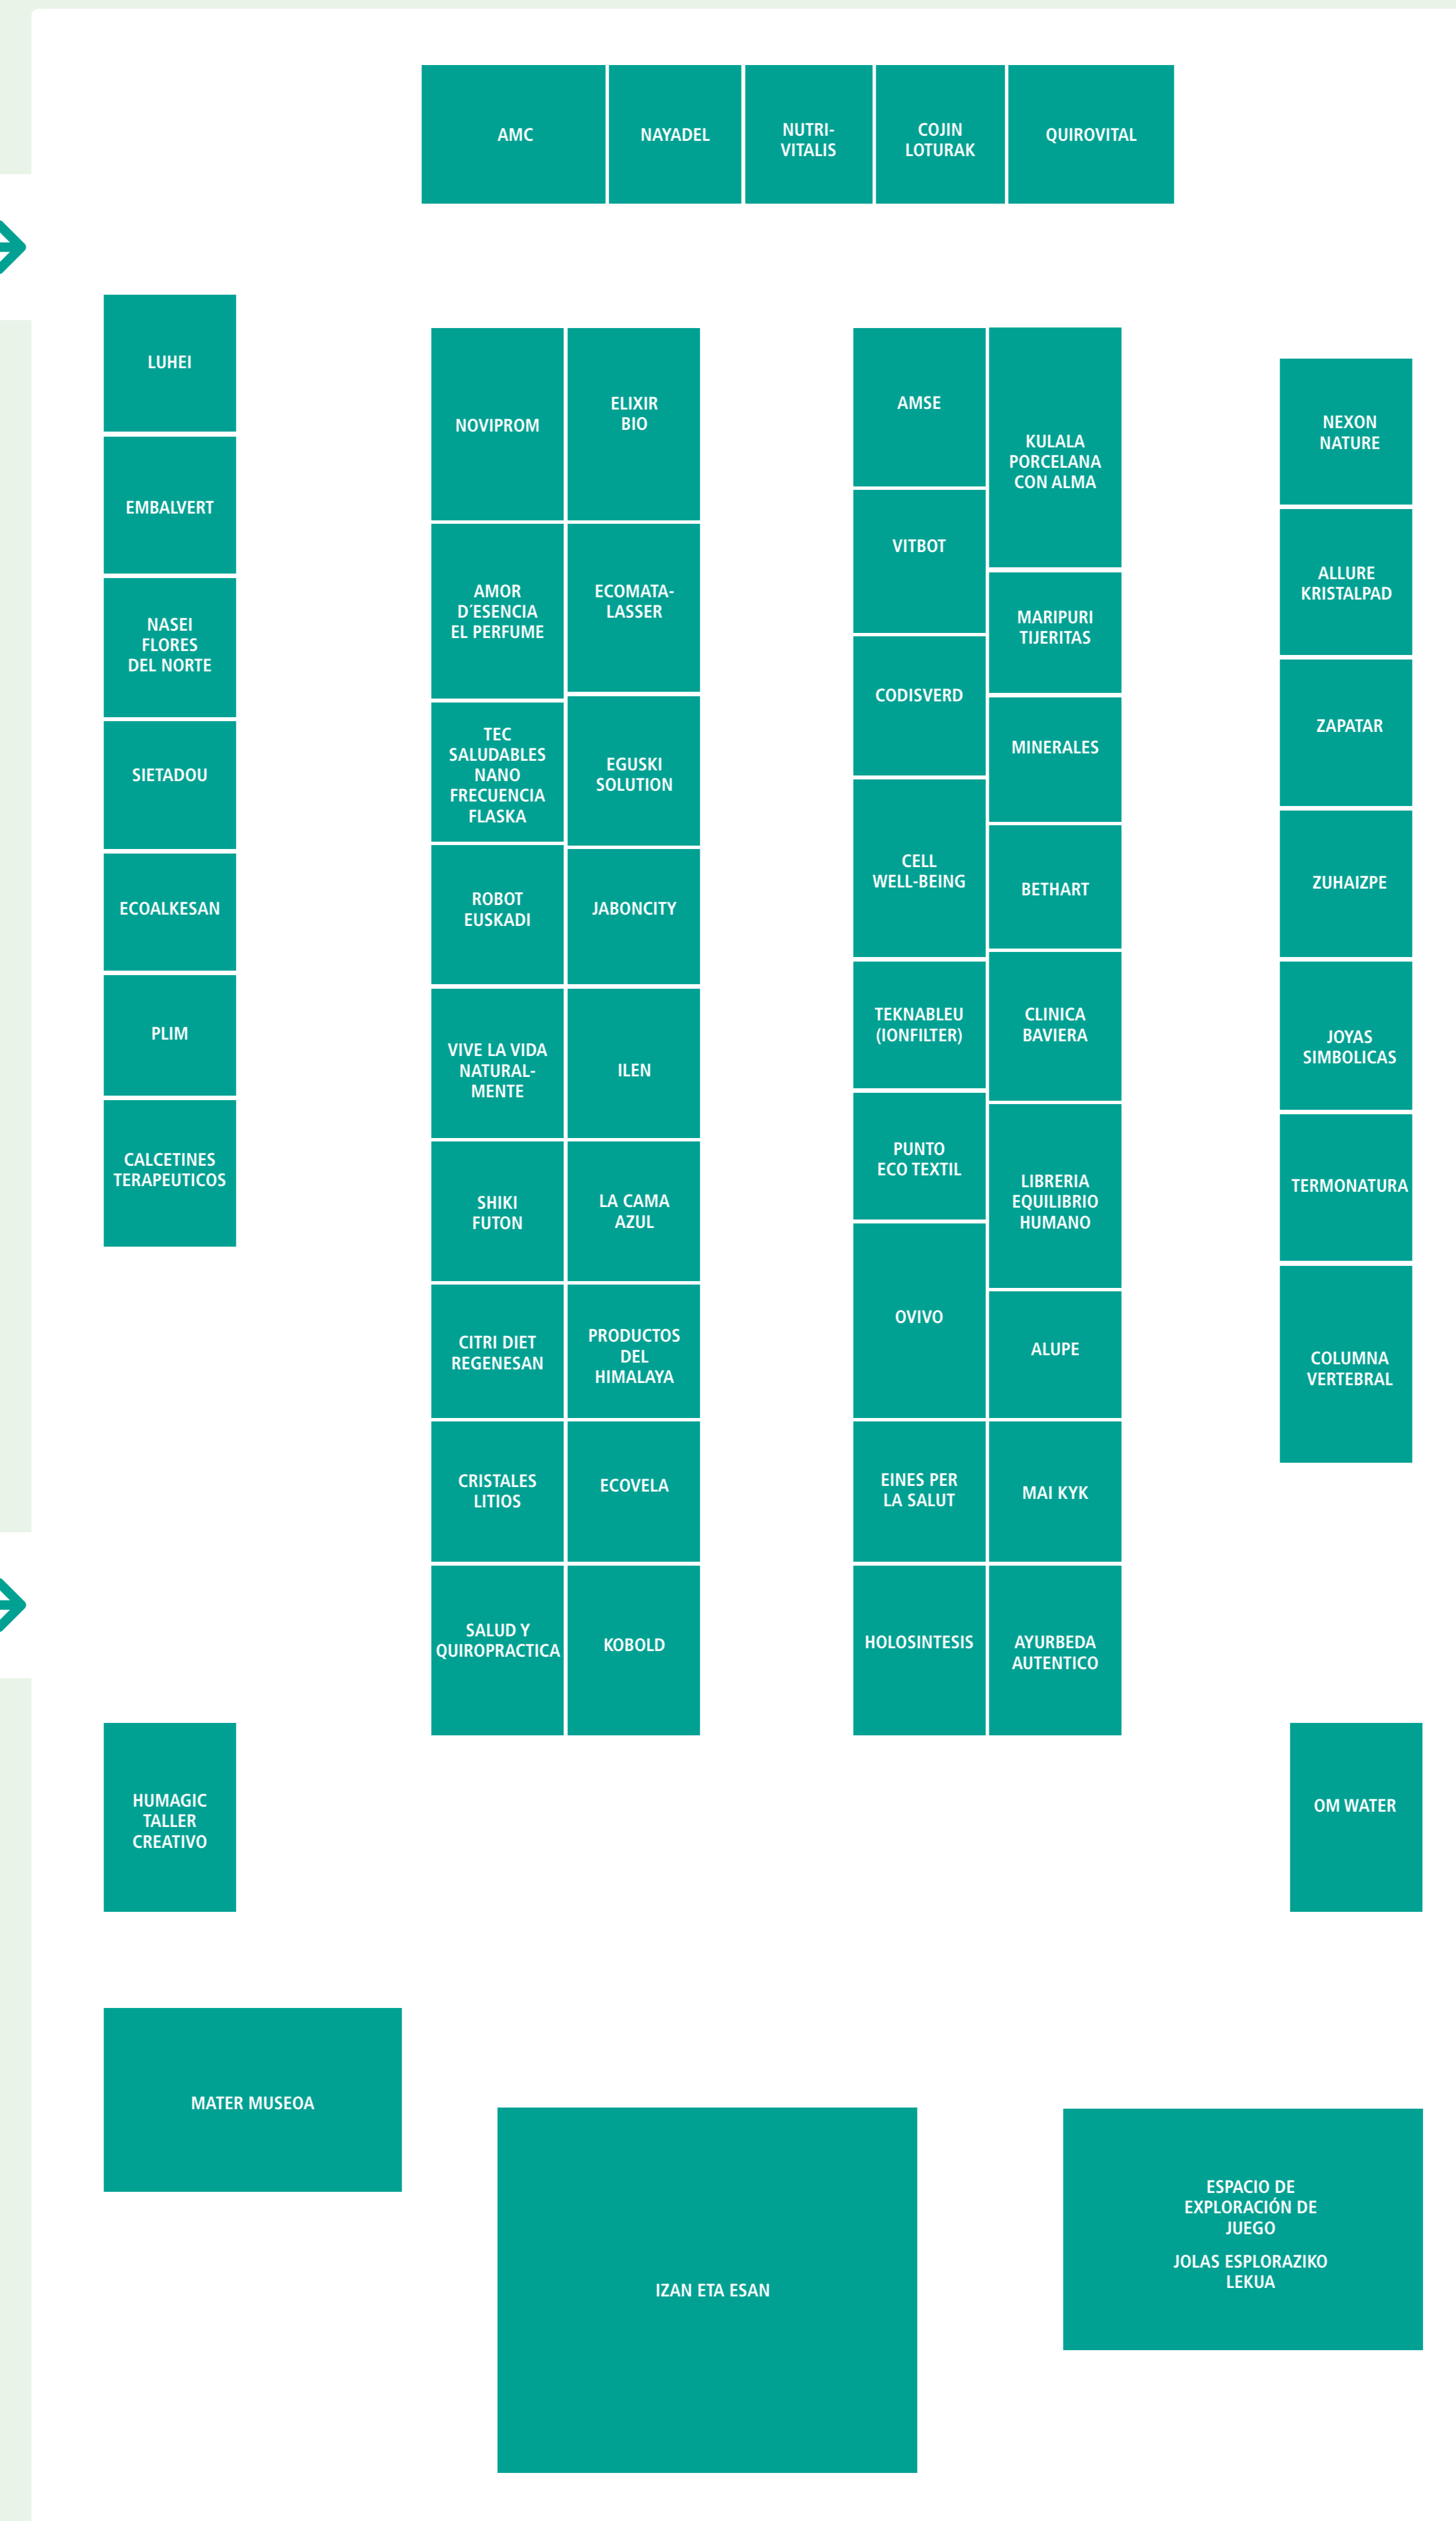 AMC
NAYADEL
NUTRI-
VITALIS
COJIN
LOTURAK
QUIROVITAL
LUHEI
EMBALVERT
NASEI
FLORES
DEL NORTE
SIETADOU
ECOALKESAN
PLIM
CALCETINES
TERAPEUTICOS
NOVIPROM
AMOR
D´ESENCIA
EL PERFUME
TEC
SALUDABLES
NANO
FRECUENCIA
FLASKA
ROBOT
EUSKADI
VIVE LA VIDA
NATURAL-
MENTE
SHIKI
FUTON
CITRI DIET
REGENESAN
CRISTALES
LITIOS
SALUD Y
QUIROPRACTICA
ELIXIR
BIO
ECOMATA-
LASSER
EGUSKI
SOLUTION
JABONCITY
ILEN
LA CAMA
AZUL
PRODUCTOS
DEL
HIMALAYA
ECOVELA
KOBOLD
AMSE
VITBOT
CODISVERD
CELL
WELL-BEING
TEKNABLEU
(IONFILTER)
PUNTO
ECO TEXTIL
OVIVO
EINES PER
LA SALUT
HOLOSINTESIS
KULALA
PORCELANA
CON ALMA
MARIPURI
TIJERITAS
MINERALES
BETHART
CLINICA
BAVIERA
LIBRERIA
EQUILIBRIO
HUMANO
ALUPE
MAI KYK
AYURBEDA
AUTENTICO
NEXON
NATURE
ALLURE
KRISTALPAD
ZAPATAR
ZUHAIZPE
JOYAS
SIMBOLICAS
TERMONATURA
COLUMNA
VERTEBRAL
HUMAGIC
TALLER
CREATIVO
OM WATER
MATER MUSEOA
IZAN ETA ESAN
ESPACIO DE
EXPLORACIÓN DE
JUEGO
JOLAS ESPLORAZIKO
LEKUA